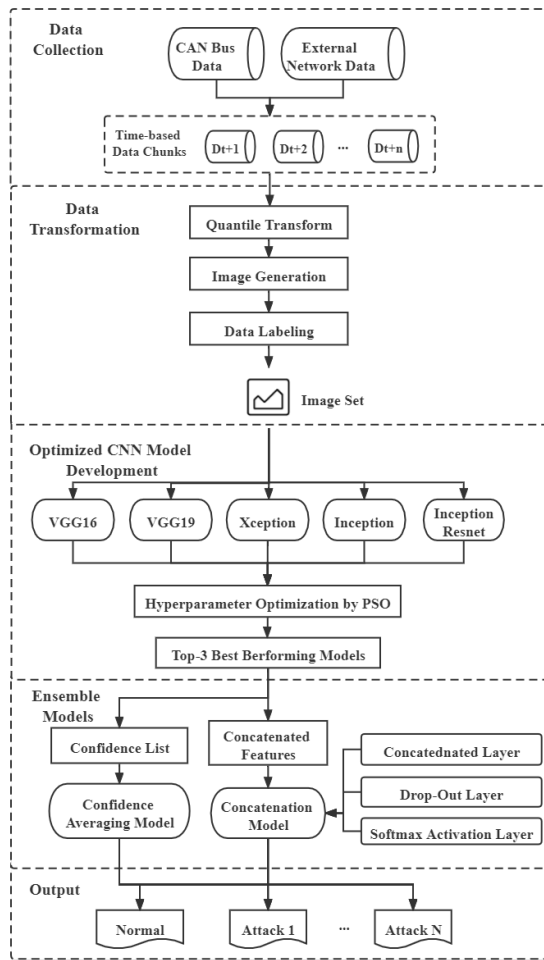 Data
Collection
CAN Bus
Data
External
Network Data
Time-based
Data Chunks
Dt+1
Dt+2
...
Dt+n
Data
Transformation
Quantile Transform
Image Generation
Data Labeling
Image Set
Optimized CNN Model
Development
VGG16
VGG19
Xception
Inception
Inception
Resnet
Hyperparameter Optimization by PSO
Top-3 Best Berforming Models
Ensemble
Models
Confidence List
Concatenated
Features
Confidence
Averaging Model
Concatenation
Model
Concatednated Layer
Drop-Out Layer
Softmax Activation Layer
Output
Normal
Attack 1
...
Attack N